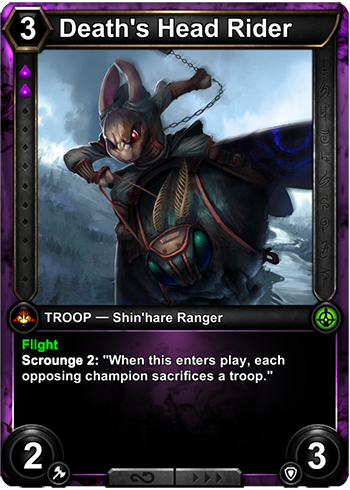 3 Death's Head Rider
TROOP — Shin'hare Ranger
Flight
Scrounge 2: "When this enters play, each
opposing champion sacrifices a troop."
2 3